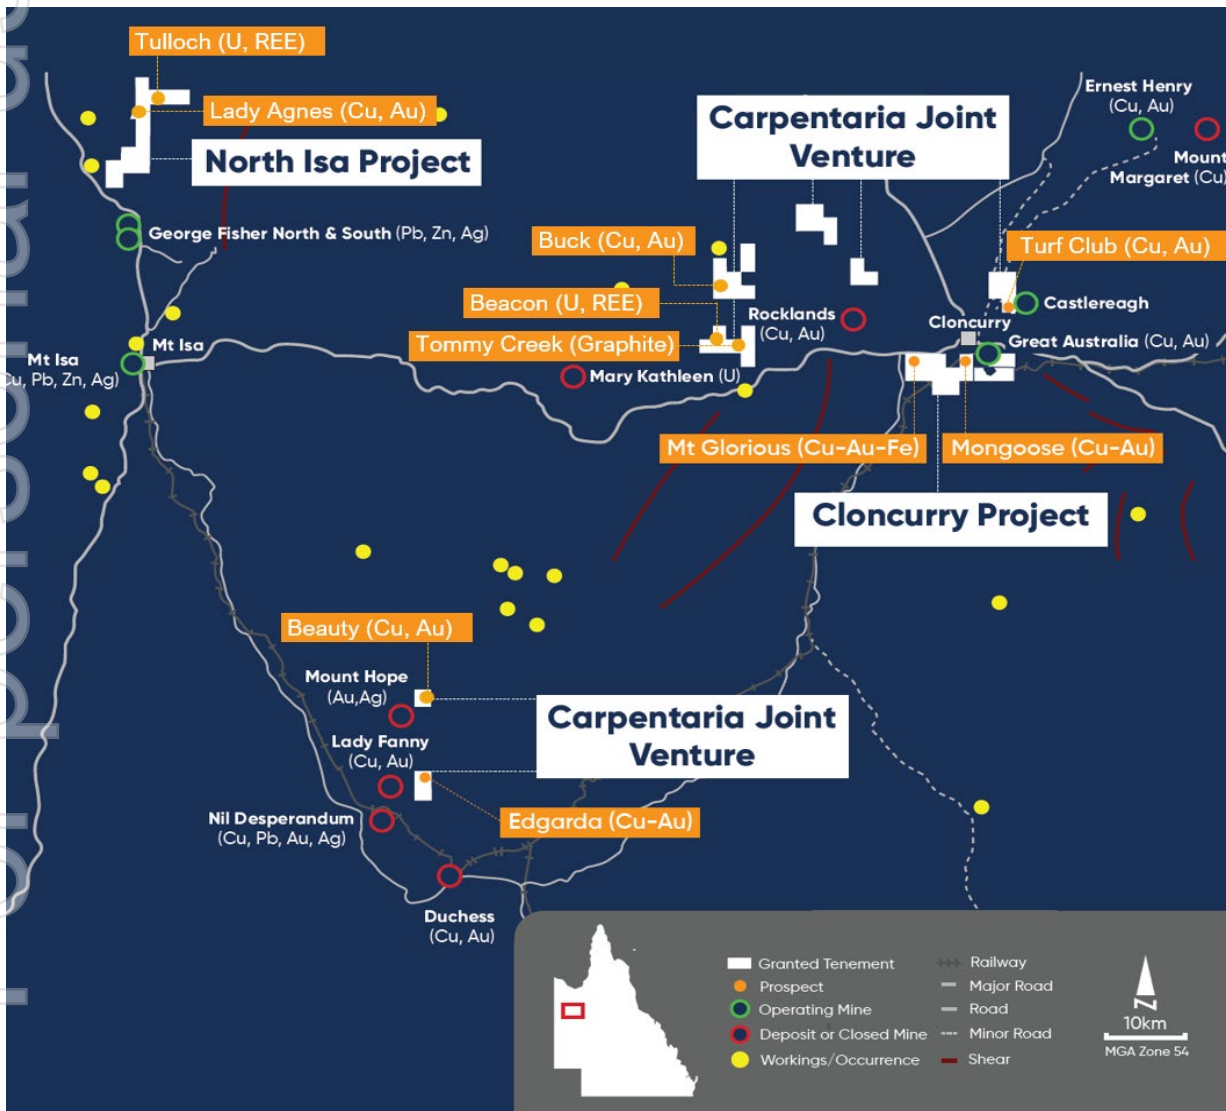 Tulloch (U, REE)
Lady Agnes (Cu, Au)
North Isa Project
George Fisher North & South (Pb, Zn, Ag)
Carpentaria Joint
Venture
Ernest Henry
(Cu, Au)
Mount
Margaret (Cu)
Buck (Cu, Au)
Turf Club (Cu, Au)
Beacon (U, REE)
Rocklands
(Cu, Au)
Castlereagh
Cloncurry
Tommy Creek (Graphite)
Great Australia (Cu, Au)
Mt Isa
Mt Isa
Cu, Pb, Zn, Ag)
Mary Kathleen (U)
Mt Glorious (Cu-Au-Fe)
Mongoose (Cu-Au)
Cloncurry Project
Beauty (Cu, Au)
Mount Hope
(Au,Ag)
Carpentaria Joint
Venture
Lady Fanny
(Cu, Au)
Nil Desperandum
(Cu, Pb, Au, Ag)
Edgarda (Cu-Au)
Duchess
(Cu, Au)
Granted Tenement
Prospect
Operating Mine
Deposit or Closed Mine
Workings/Occurrence
Railway
Major Road
Road
Minor Road
Shear
N
10km
MGA Zone 54
personal